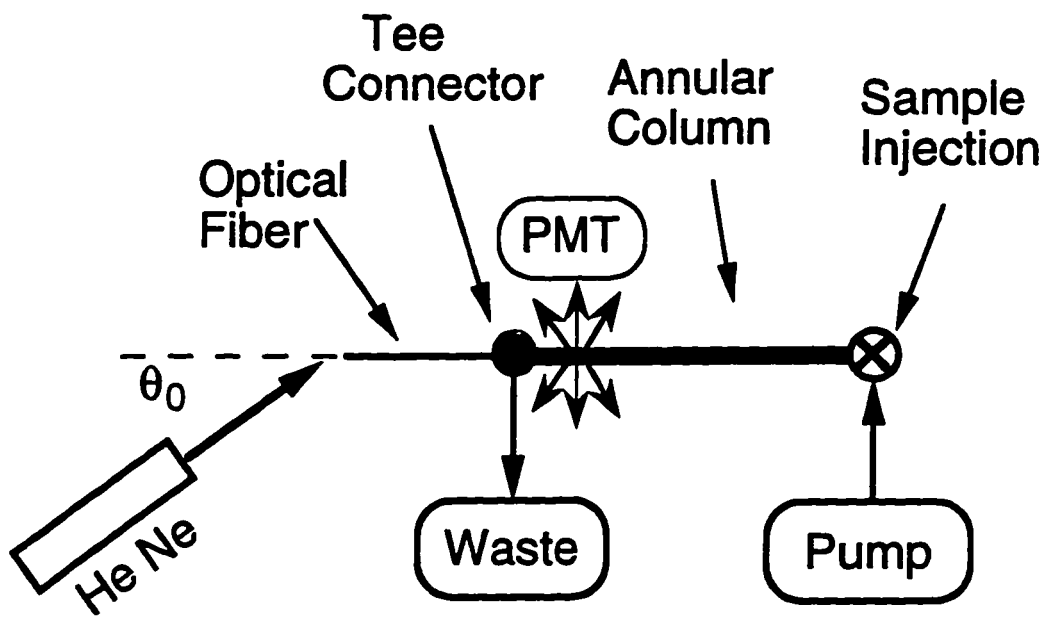 Tee
Connector
Annular
Column
Sample
Injection
Optical
Fiber
PMT
θ0
He Ne
Waste
Pump